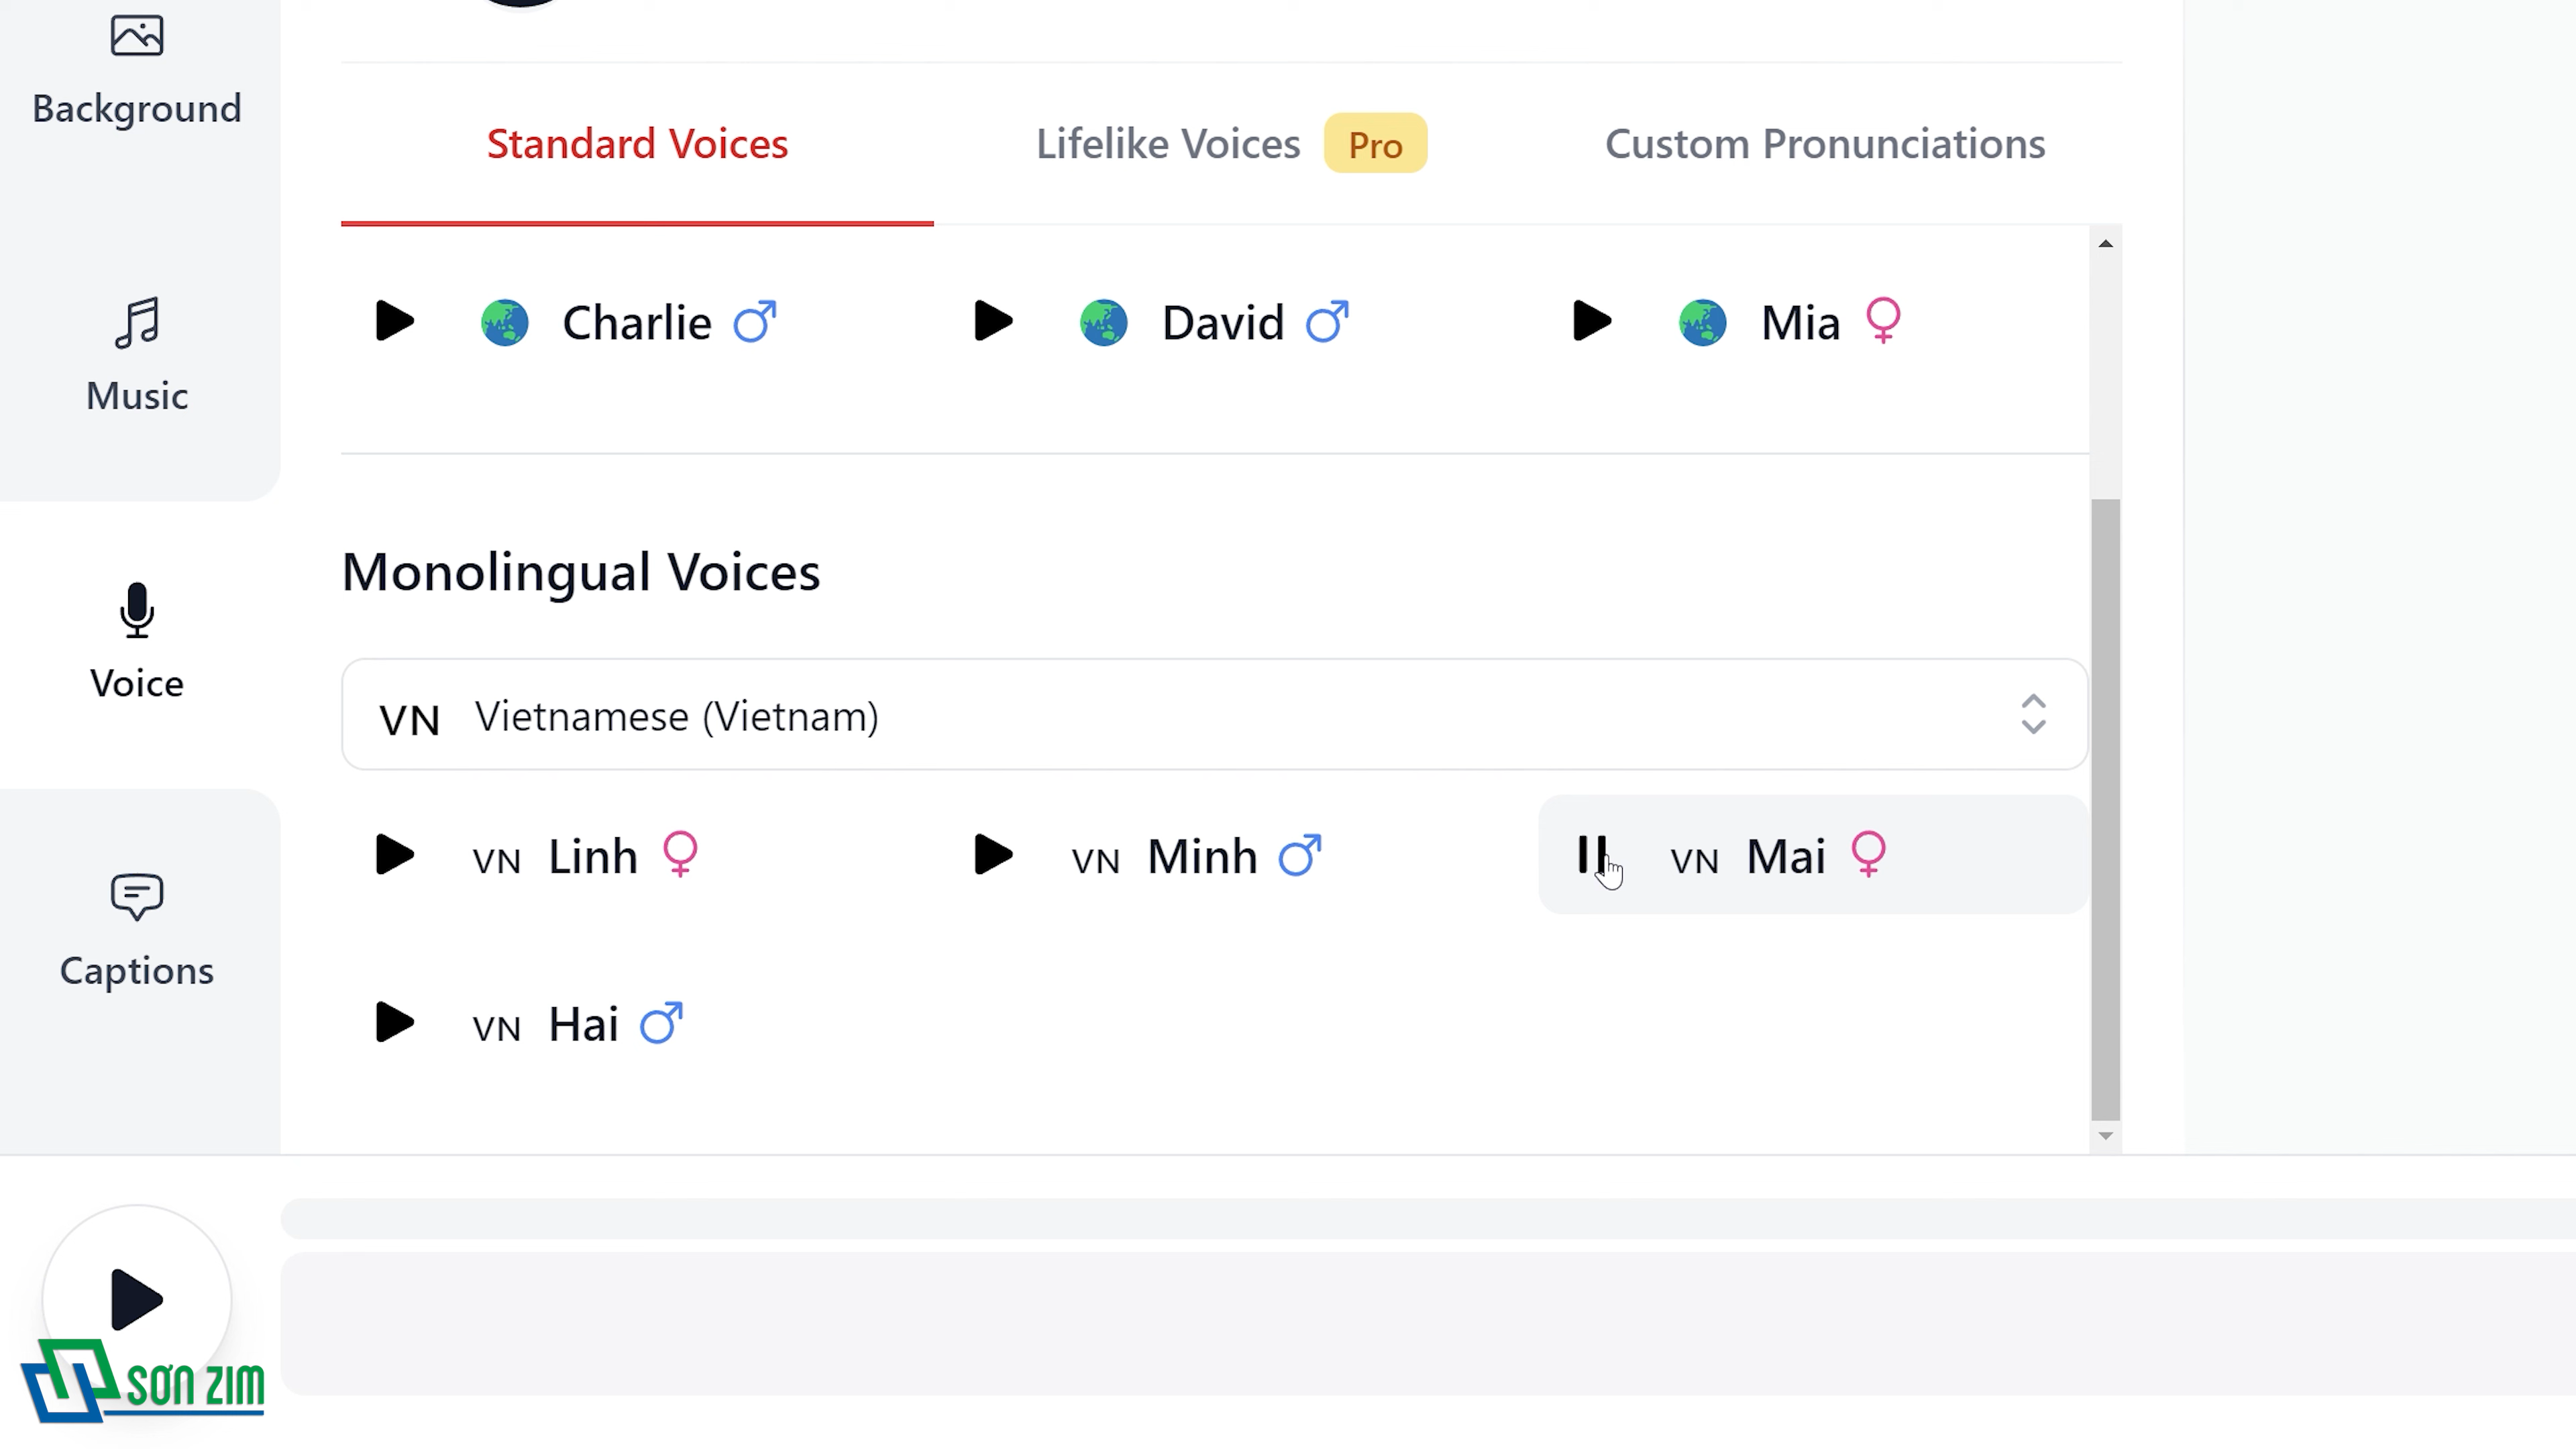 Background
Standard Voices
Lifelike Voices Pro
Custom Pronunciations
Charlie
David
Mia
Music
Monolingual Voices
Voice
VN Vietnamese (Vietnam)
VN Linh
VN Minh
VN Mai
Captions
VN Hai
SƠN ZIM